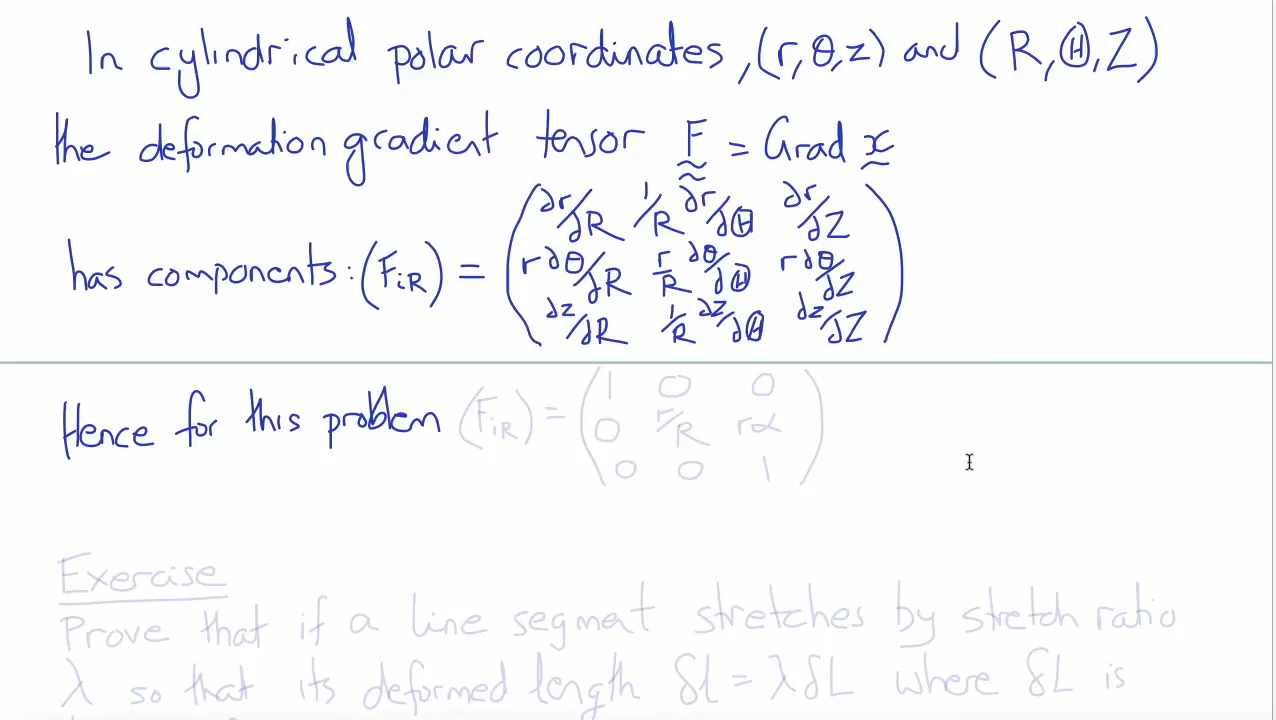 In cylindrical polar coordinates, (r, θ, z) and (R, Θ, Z)
the deformation gradient tensor F = Grad x
has components: (F_iR) = ( ∂r/∂R 1/R ∂r/∂Θ ∂r/∂Z
r∂θ/∂R r/R ∂θ/∂Θ r∂θ/∂Z
∂z/∂R 1/R ∂z/∂Θ ∂z/∂Z )
Hence for this problem (F_iR) = ( 1 0 0
0 r/R rα
0 0 1 )
Exercise
Prove that if a line segment stretches by stretch ratio
λ so that its deformed length δl = λδL where δL is